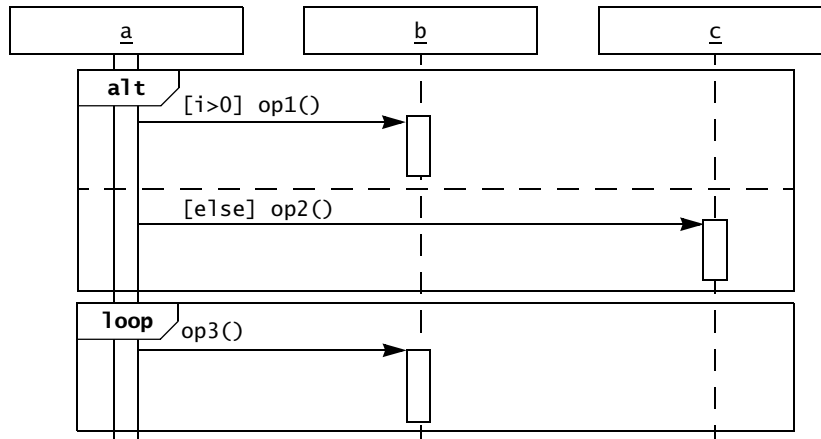 a b c
alt
[i>0] op1()
[else] op2()
loop
op3()